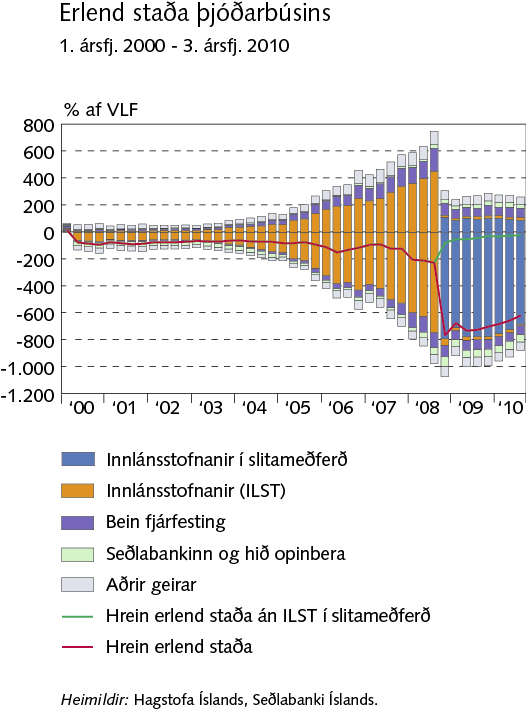 Erlend staða þjóðarbúsins
1. ársfj. 2000 - 3. ársfj. 2010
% af VLF
800
600
400
200
0
-200
-400
-600
-800
-1.000
-1.200
'00 '01 '02 '03 '04 '05 '06 '07 '08 '09 '10
Innlánsstofnanir í slitameðferð
Innlánsstofnanir (ILST)
Bein fjárfesting
Seðlabankinn og hið opinbera
Aðrir geirar
Hrein erlend staða án ILST í slitameðferð
Hrein erlend staða
Heimildir: Hagstofa Íslands, Seðlabanki Íslands.